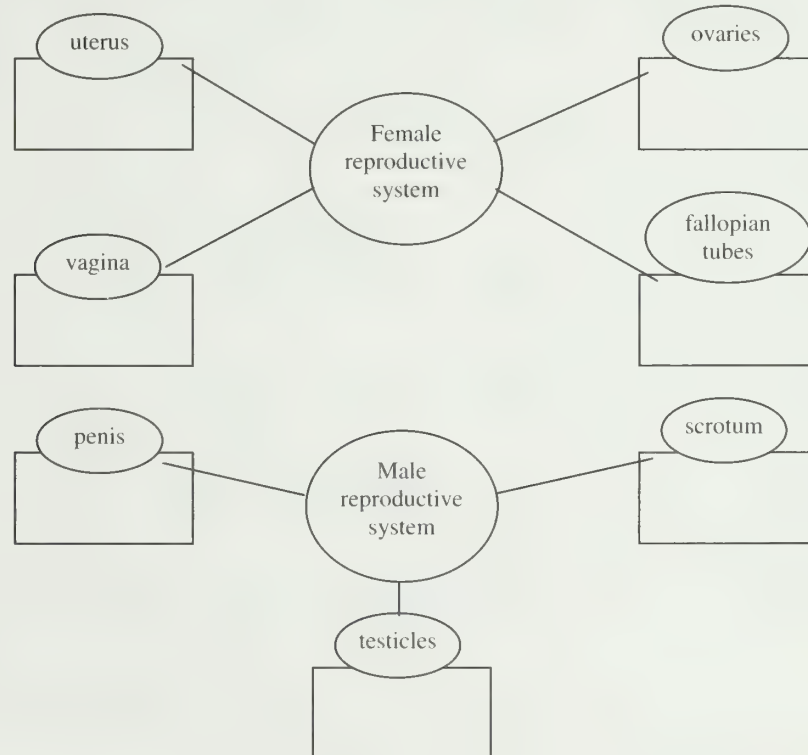 uterus
ovaries
Female
reproductive
system
vagina
fallopian
tubes
penis
scrotum
Male
reproductive
system
testicles